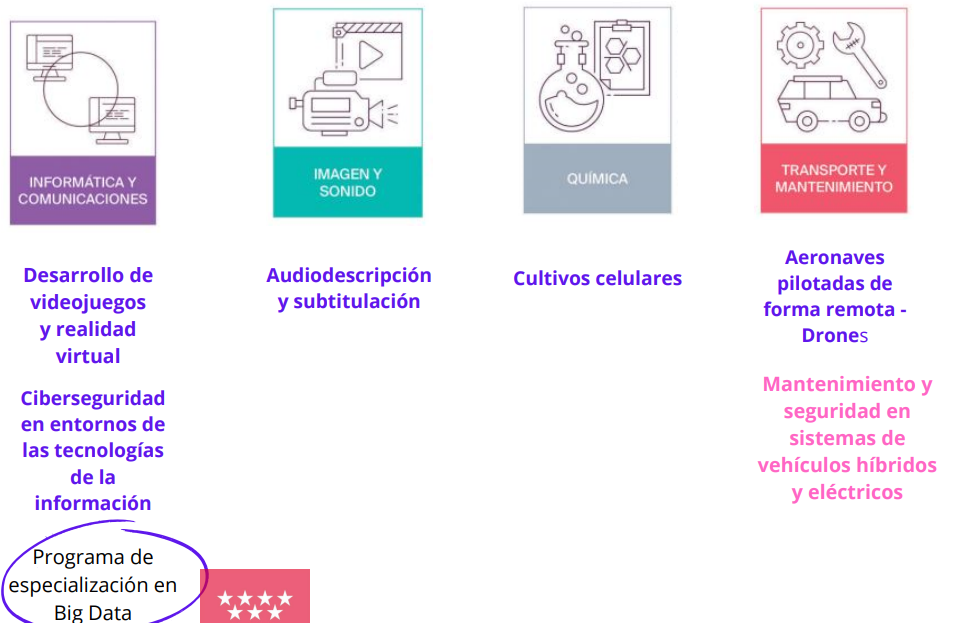 INFORMÁTICA Y
COMUNICACIONES
IMAGEN Y
SONIDO
QUÍMICA
TRANSPORTE Y
MANTENIMIENTO
Desarrollo de
videojuegos
y realidad
virtual
Ciberseguridad
en entornos de
las tecnologías
de la
información
Programa de
especialización en
Big Data
Audiodescripción
y subtitulación
Cultivos celulares
Aeronaves
pilotadas de
forma remota -
Drones
Mantenimiento y
seguridad en
sistemas de
vehículos híbridos
y eléctricos